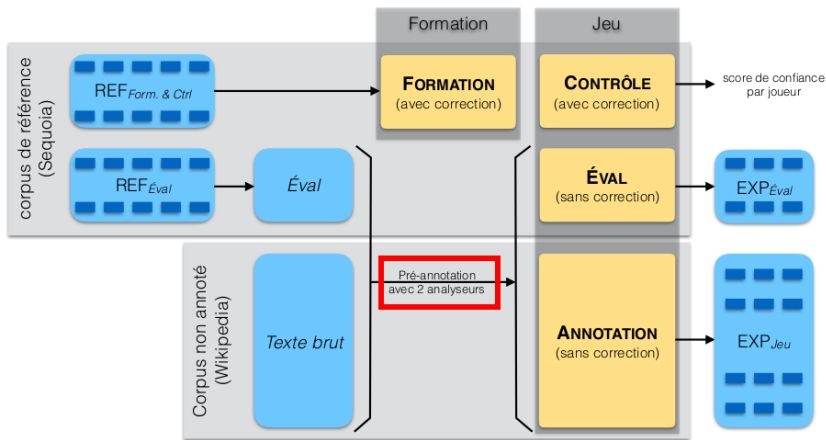 Formation
Jeu
corpus de référence
(Sequoia)
REFForm. & Ctrl
FORMATION
(avec correction)
CONTRÔLE
(avec correction)
score de confiance
par joueur
REFÉval
Éval
ÉVAL
(sans correction)
EXPÉval
Corpus non annoté
(Wikipedia)
Texte brut
Pré-annotation
avec 2 analyseurs
ANNOTATION
(sans correction)
EXPJeu